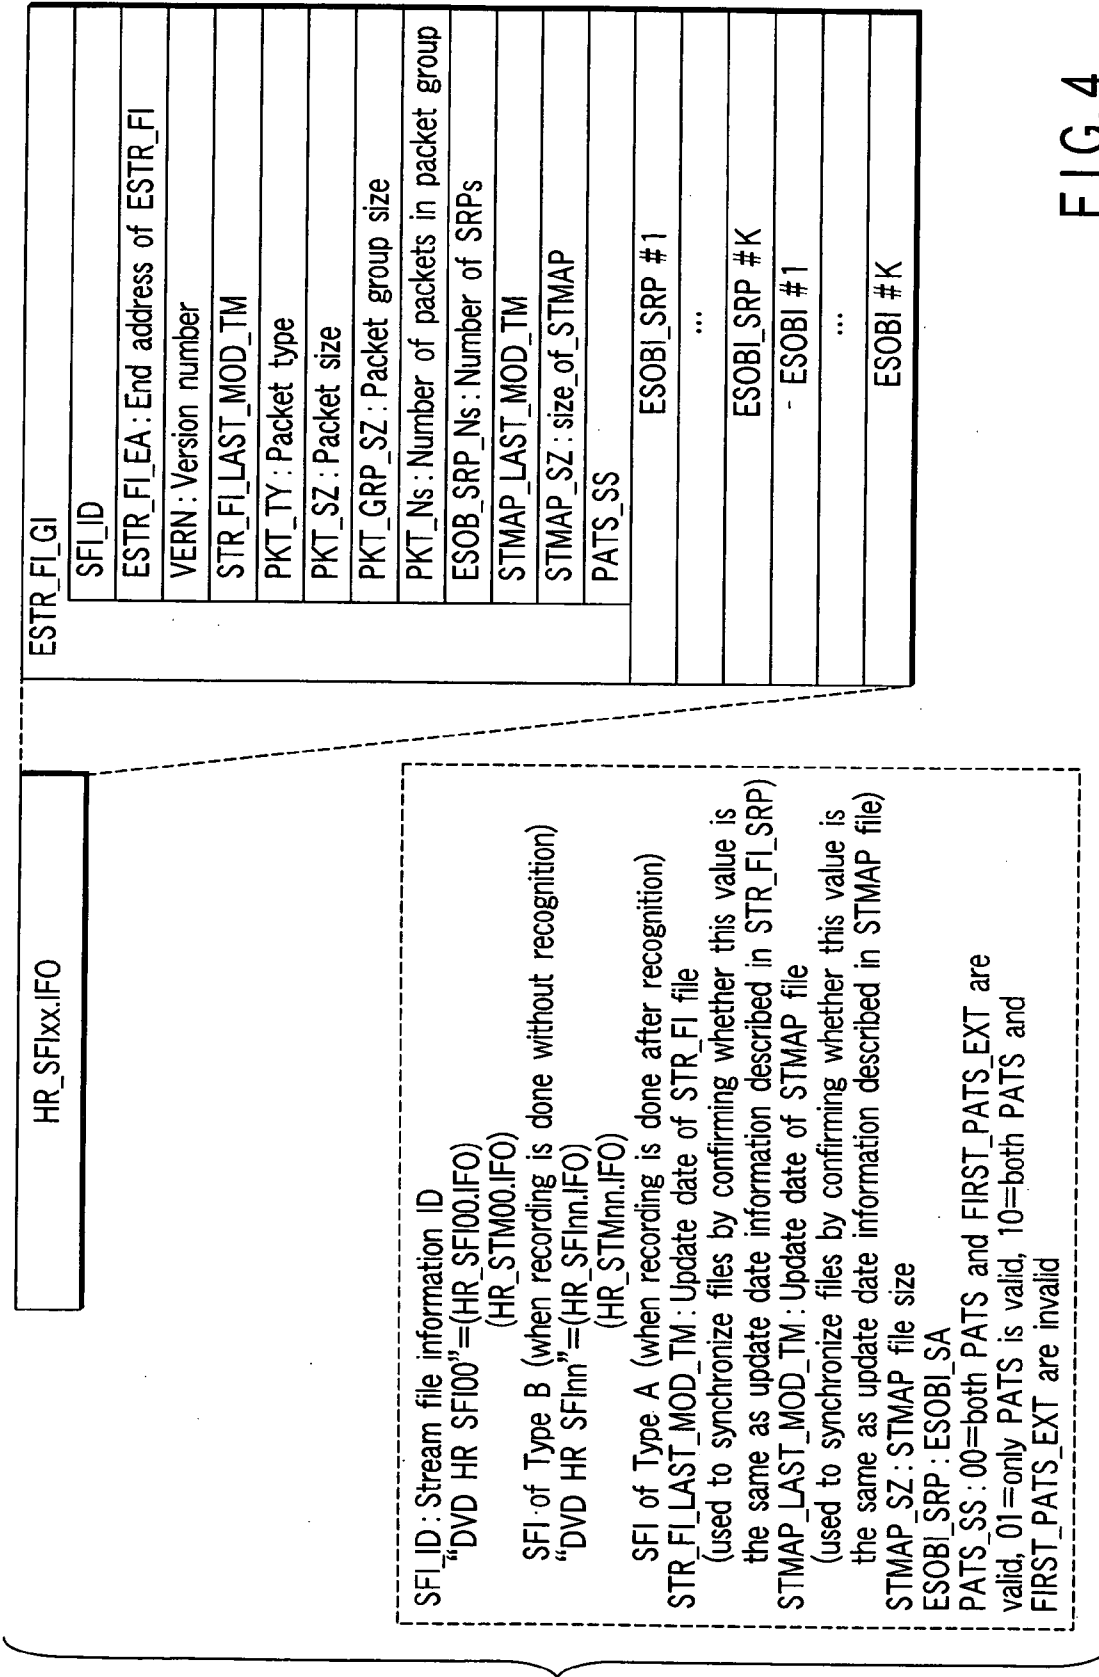 HR_SFIxx.IFO
ESTR_FI_GI
SFI_ID
ESTR_FI_EA : End address of ESTR_FI
VERN : Version number
STR_FI_LAST_MOD_TM
PKT_TY : Packet type
PKT_SZ : Packet size
PKT_GRP_SZ : Packet group size
PKT_Ns : Number of packets in packet group
ESOB_SRP_Ns : Number of SRPs
STMAP_LAST_MOD_TM
STMAP_SZ : size_of_STMAP
PATS_SS
ESOBI_SRP #1
...
ESOBI_SRP #K
ESOBI #1
...
ESOBI #K
SFI_ID : Stream file information ID
“DVD HR SFI00”=(HR_SFI00.IFO)
(HR_STM00.IFO)
SFI of Type B (when recording is done without recognition)
“DVD HR SFInn”=(HR_SFInn.IFO)
(HR_STMnn.IFO)
SFI of Type A (when recording is done after recognition)
STR_FI_LAST_MOD_TM : Update date of STR_FI file
(used to synchronize files by confirming whether this value is
the same as update date information described in STR_FI_SRP)
STMAP_LAST_MOD_TM : Update date of STMAP file
(used to synchronize files by confirming whether this value is
the same as update date information described in STMAP file)
STMAP_SZ : STMAP file size
ESOBI_SRP : ESOBI_SA
PATS_SS : 00=both PATS and FIRST_PATS_EXT are
valid, 01=only PATS is valid, 10=both PATS and
FIRST_PATS_EXT are invalid
FIG. 4